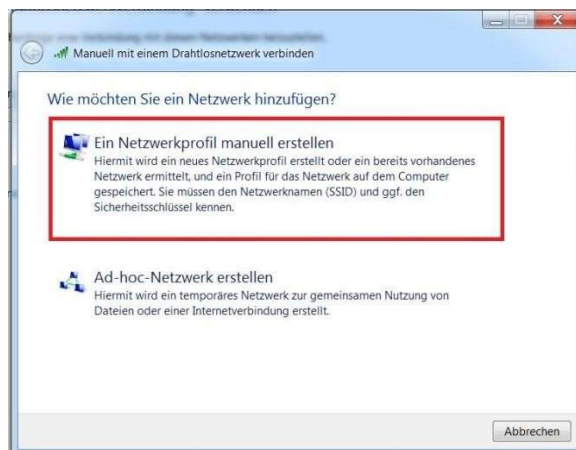 Manuell mit einem Drahtlosnetzwerk verbinden
Wie möchten Sie ein Netzwerk hinzufügen?
Ein Netzwerkprofil manuell erstellen
Hiermit wird ein neues Netzwerkprofil erstellt oder ein bereits vorhandenes
Netzwerk ermittelt, und ein Profil für das Netzwerk auf dem Computer
gespeichert. Sie müssen den Netzwerknamen (SSID) und ggf. den
Sicherheitsschlüssel kennen.
Ad-hoc-Netzwerk erstellen
Hiermit wird ein temporäres Netzwerk zur gemeinsamen Nutzung von
Dateien oder einer Internetverbindung erstellt.
Abbrechen